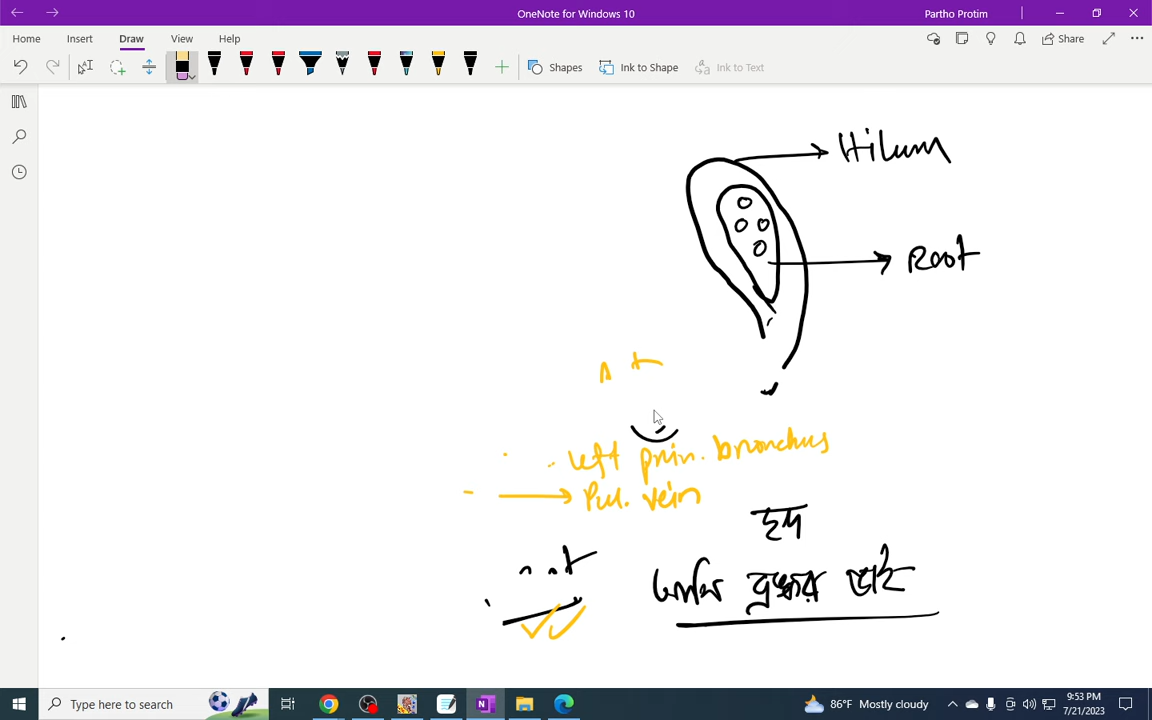 OneNote for Windows 10
Partho Protim
Home Insert Draw View Help
Share
Shapes
Ink to Shape
Ink to Text
Hilum
Root
left prin. bronchus
Pul. vein
হয়
ভাই
Type here to search
86°F Mostly cloudy
9:53 PM
7/21/2023